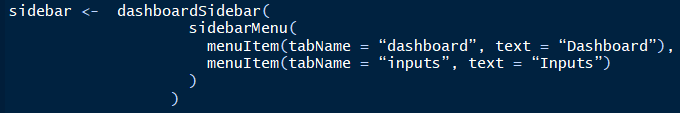 sidebar <-  dashboardSidebar(
                    sidebarMenu(
                      menuItem(tabName = “dashboard”, text = “Dashboard”),
                      menuItem(tabName = “inputs”, text = “Inputs”)
                    )
                  )